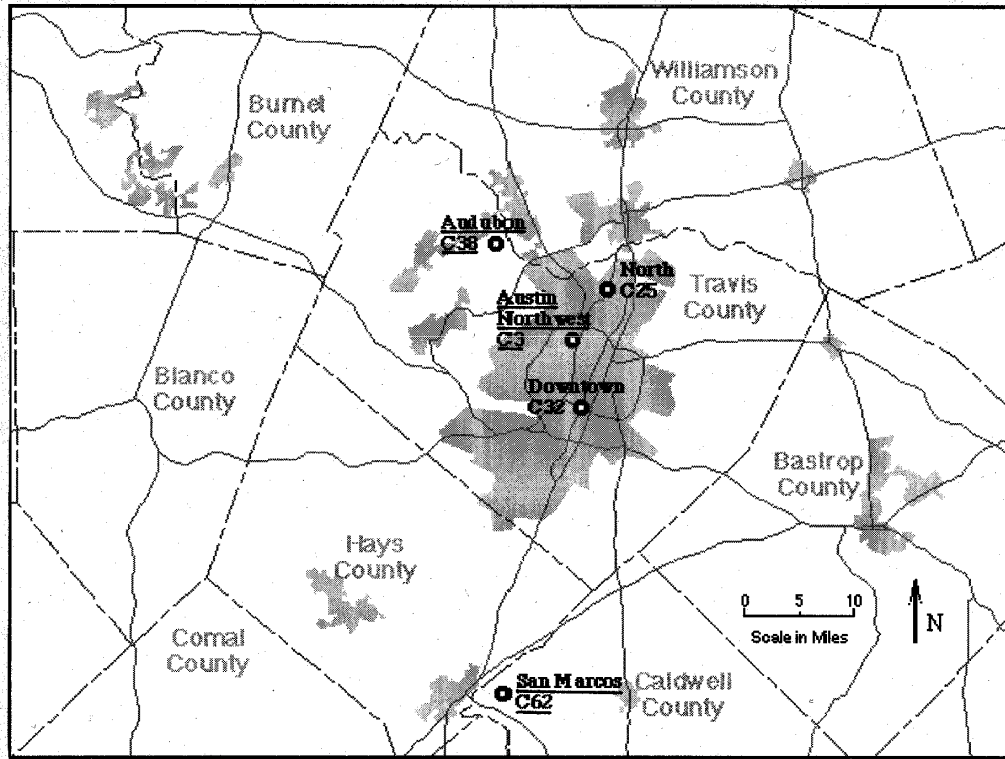 Williamson
County
Burnet
County
Audubon
C38
North
C25
Travis
County
Austin
Northwest
C3
Blanco
County
Downtown
C32
Bastrop
County
Hays
County
0 5 10
Scale in Miles
N
Comal
County
San Marcos
C62
Caldwell
County